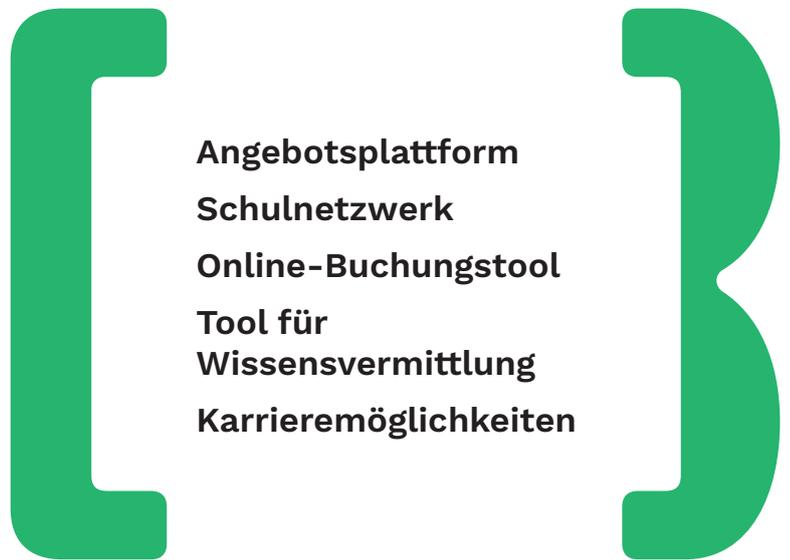 Angebotsplattform
Schulnetzwerk
Online-Buchungstool
Tool für
Wissensvermittlung
Karrieremöglichkeiten